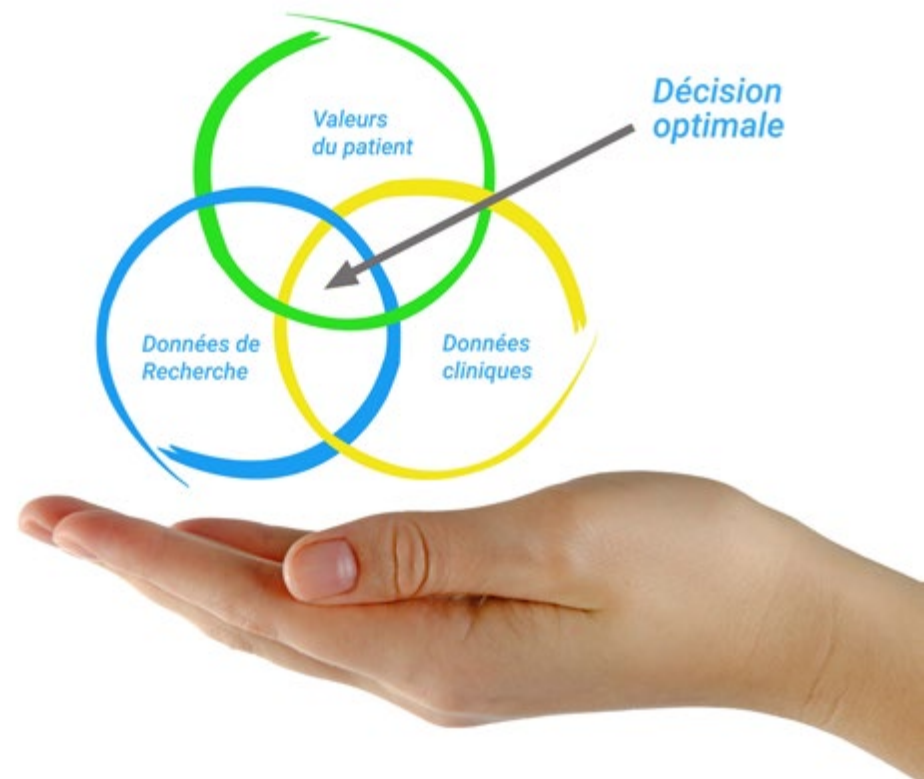 Valeurs
du patient
Décision
optimale
Données de
Recherche
Données
cliniques